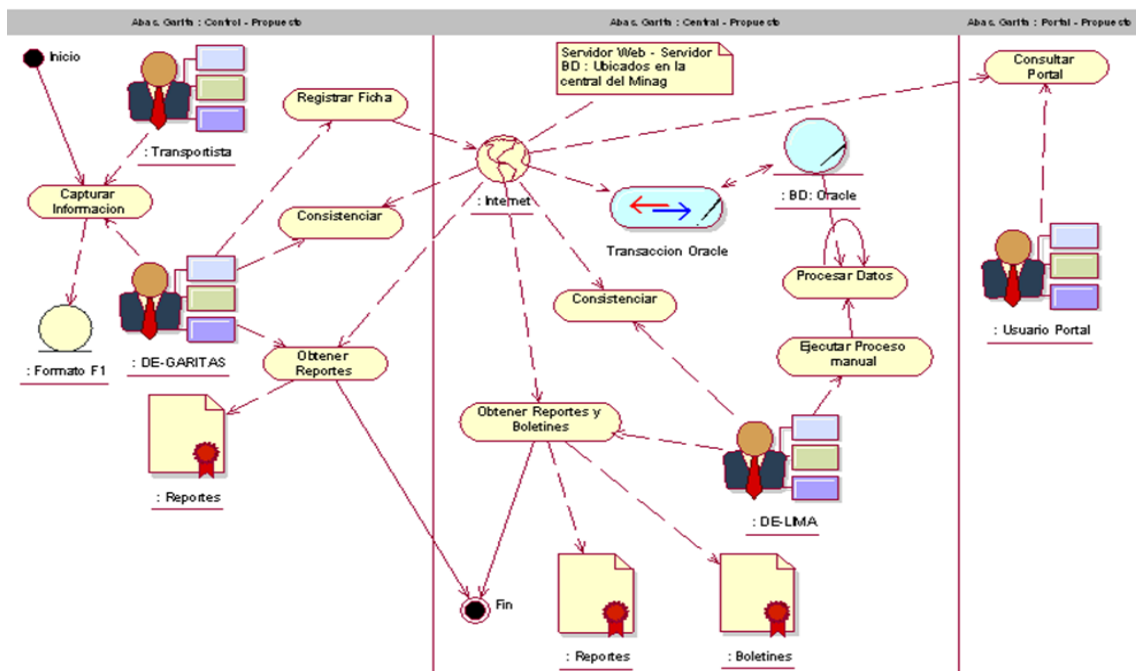 Abas. Garita : Control - Propuesto
Abas. Garita : Central - Propuesto
Abas. Garita : Portal - Propuesto
Inicio
Servidor Web - Servidor
BD : Ubicados en la
central del Minag
Consultar
Portal
Registrar Ficha
: Transportista
Capturar
Informacion
: Internet
: BD: Oracle
Consistenciar
Transaccion Oracle
Procesar Datos
Consistenciar
: Usuario Portal
: Formato F1
: DE-GARITAS
Obtener
Reportes
Ejecutar Proceso
manual
Obtener Reportes y
Boletines
: Reportes
: DE-LIMA
Fin
: Reportes
: Boletines